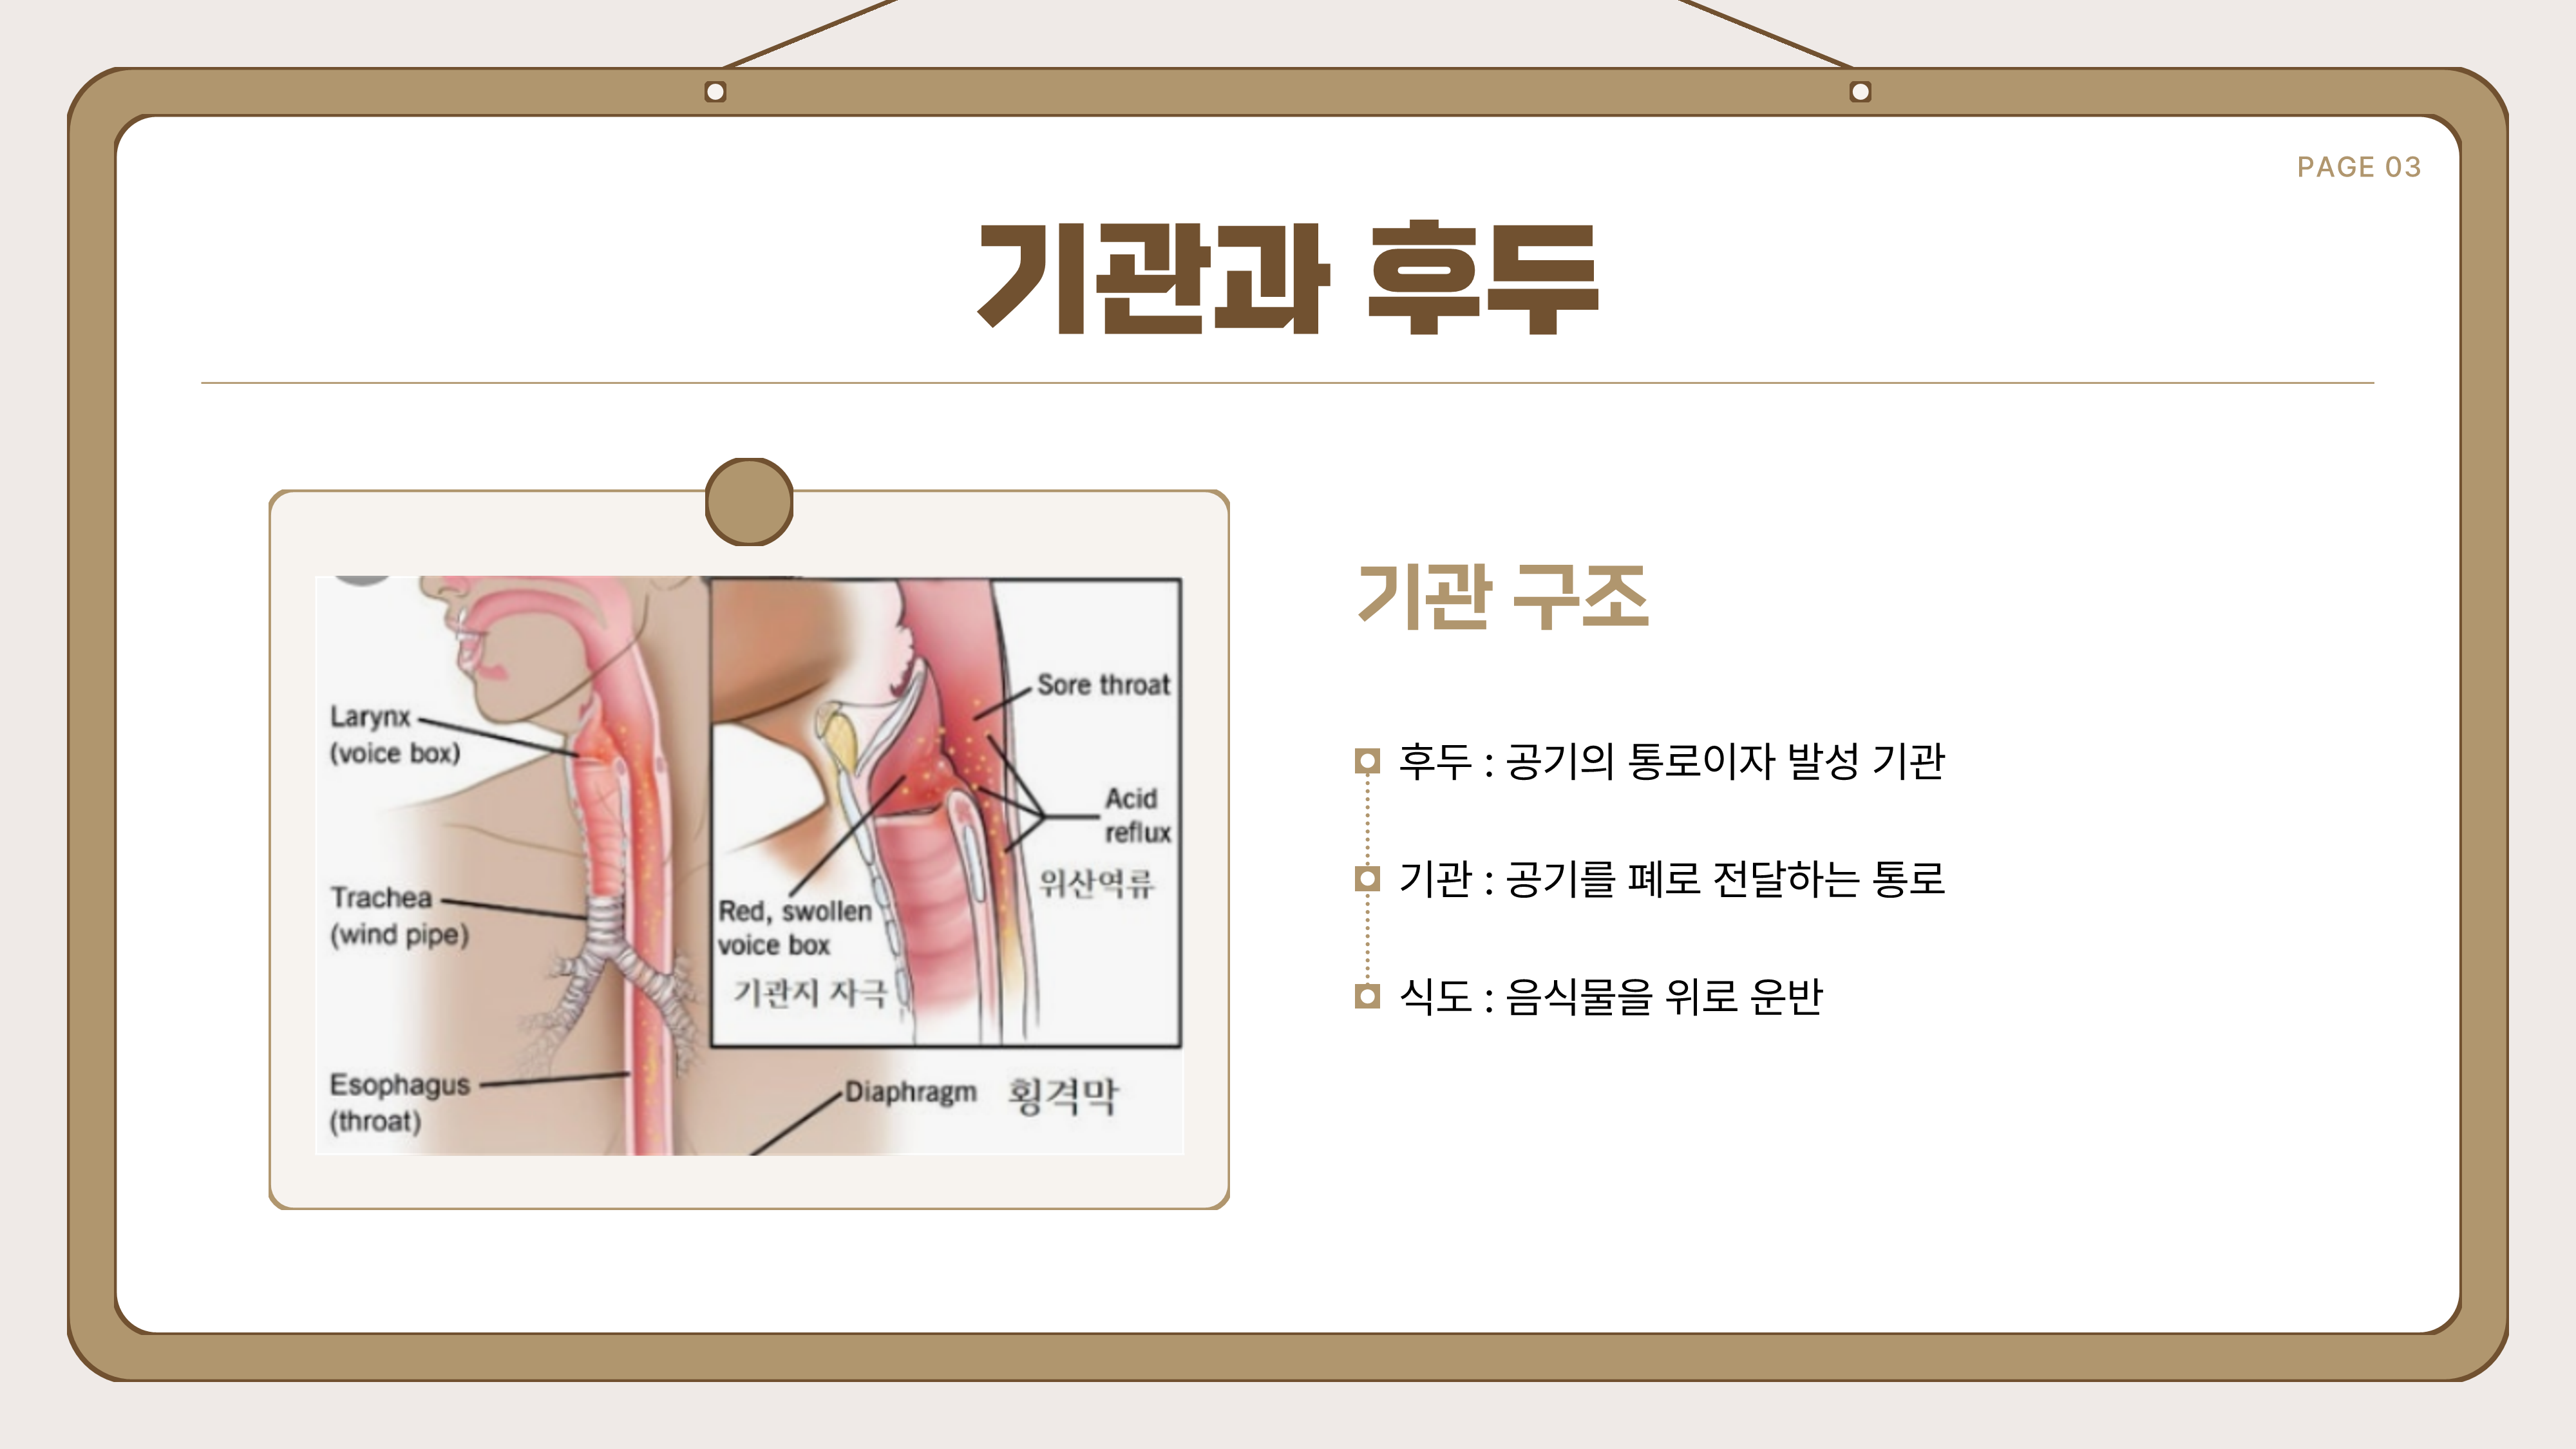 PAGE 03
기관과 후두
Larynx
(voice box)
Trachea
(wind pipe)
Esophagus
(throat)
Sore throat
Acid
reflux
위산역류
Red, swollen
voice box
기관지 자극
Diaphragm 횡격막
기관 구조
후두 : 공기의 통로이자 발성 기관
기관 : 공기를 폐로 전달하는 통로
식도 : 음식물을 위로 운반